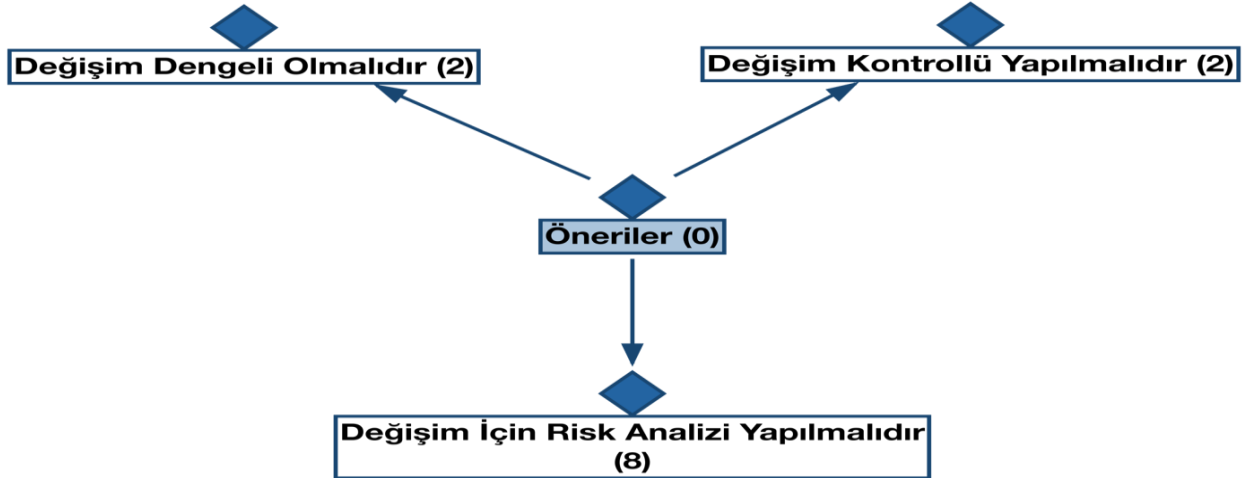 Değişim Dengeli Olmalıdır (2)
Değişim Kontrollü Yapılmalıdır (2)
Öneriler (0)
Değişim İçin Risk Analizi Yapılmalıdır
(8)